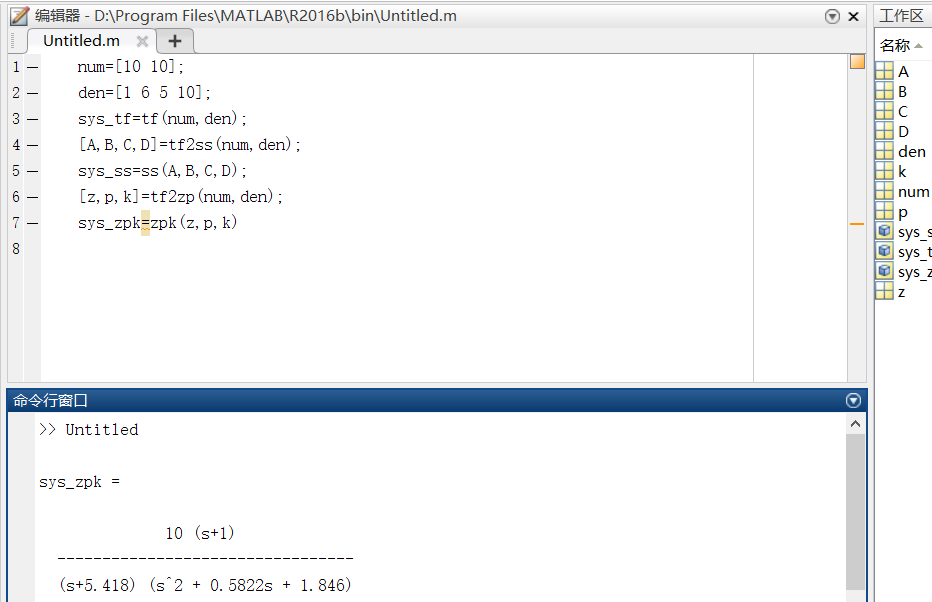 编辑器 - D:\Program Files\MATLAB\R2016b\bin\Untitled.m
Untitled.m
1 — num=[10 10];
2 — den=[1 6 5 10];
3 — sys_tf=tf(num,den);
4 — [A,B,C,D]=tf2ss(num,den);
5 — sys_ss=ss(A,B,C,D);
6 — [z,p,k]=tf2zp(num,den);
7 — sys_zpk=zpk(z,p,k)
8
工作区
名称
A
B
C
D
den
k
num
p
sys_s
sys_t
sys_z
z
命令行窗口
>> Untitled
sys_zpk =
10 (s+1)
---------------------------------
(s+5.418) (s^2 + 0.5822s + 1.846)